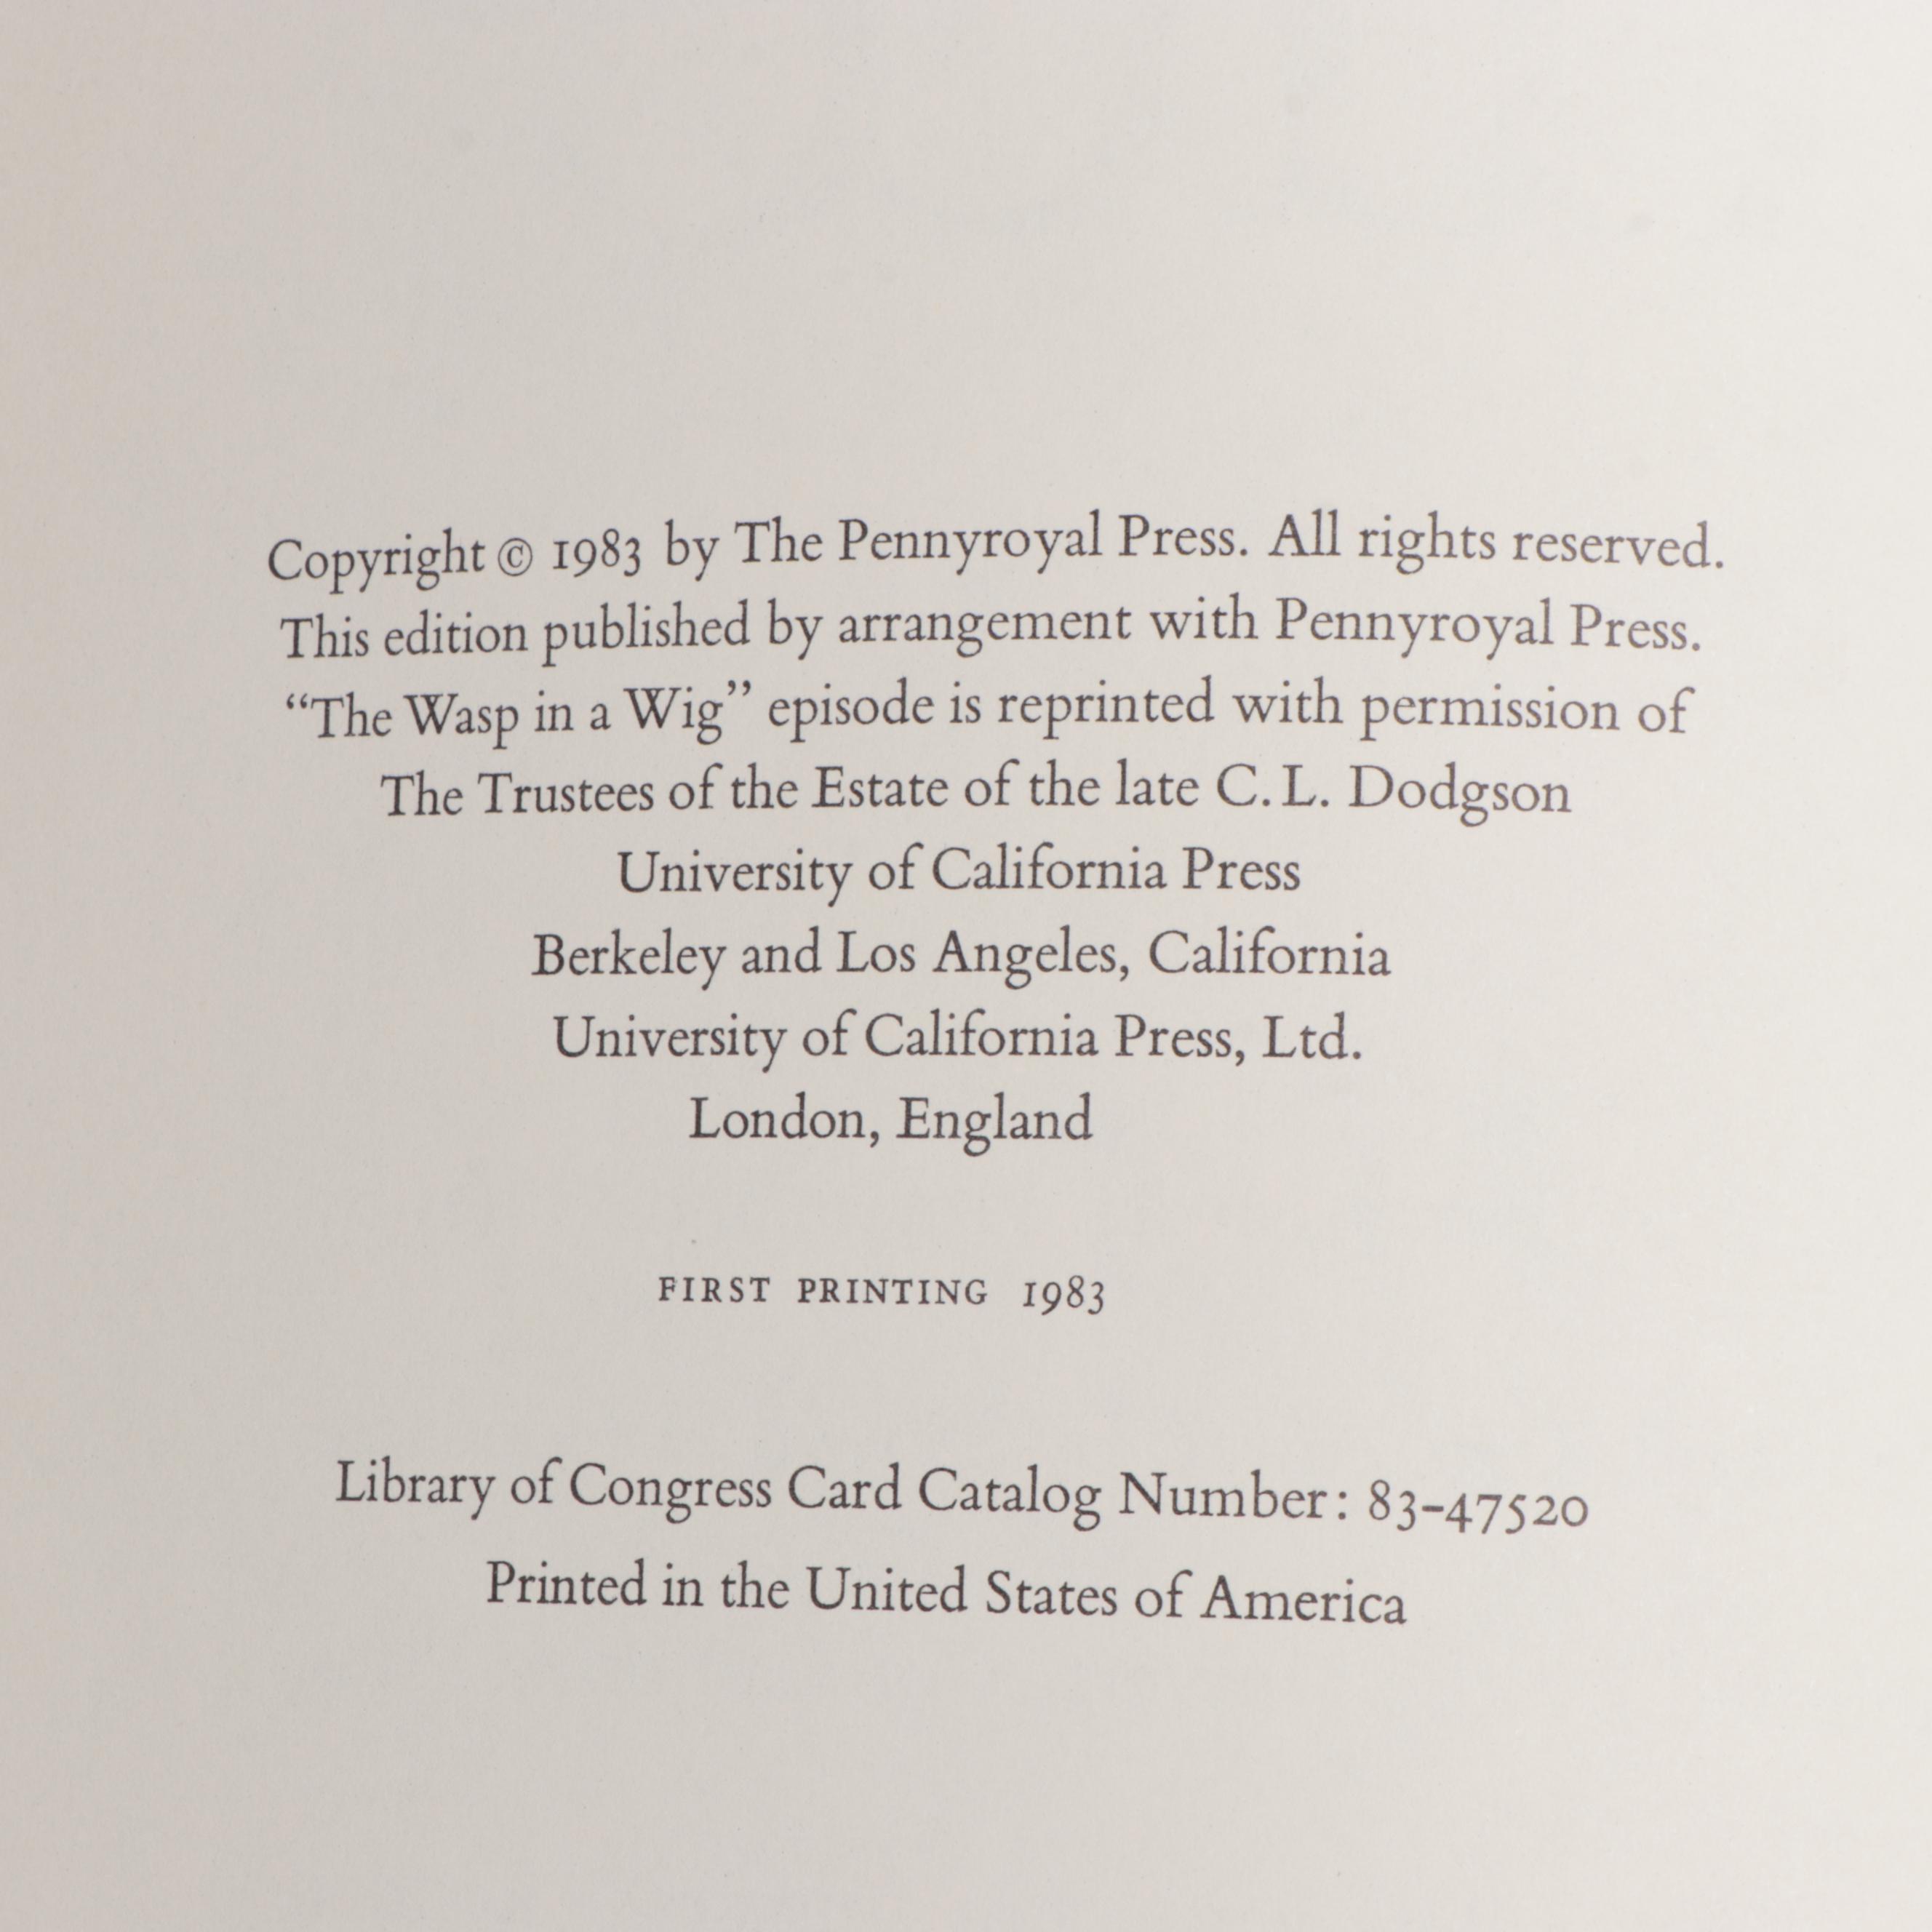 Copyright © 1983 by The Pennyroyal Press. All rights reserved.
This edition published by arrangement with Pennyroyal Press.
“The Wasp in a Wig” episode is reprinted with permission of
The Trustees of the Estate of the late C. L. Dodgson
University of California Press
Berkeley and Los Angeles, California
University of California Press, Ltd.
London, England
FIRST PRINTING 1983
Library of Congress Card Catalog Number: 83-47520
Printed in the United States of America